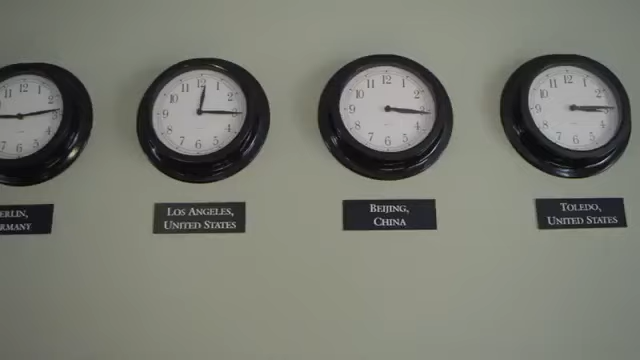 ERLIN,
RMANY
LOS ANGELES,
UNITED STATES
BEIJING,
CHINA
TOLEDO,
UNITED STATES